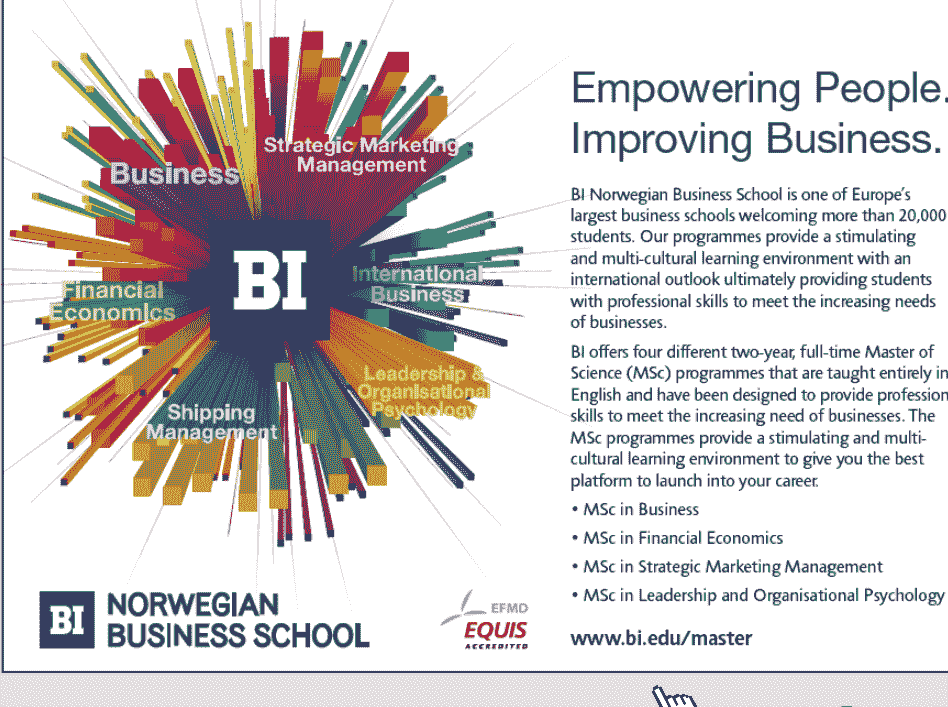 Strategic Marketing
Management
Business
BI
International
Business
Financial
Economics
Leadership &
Organisational
Psychology
Shipping
Management
BI
NORWEGIAN
BUSINESS SCHOOL
EFMD
EQUIS
ACCREDITED
Empowering People.
Improving Business.
BI Norwegian Business School is one of Europe's
largest business schools welcoming more than 20,000
students. Our programmes provide a stimulating
and multi-cultural learning environment with an
international outlook ultimately providing students
with professional skills to meet the increasing needs
of businesses.
BI offers four different two-year, full-time Master of
Science (MSc) programmes that are taught entirely in
English and have been designed to provide profession
skills to meet the increasing need of businesses. The
MSc programmes provide a stimulating and multi-
cultural learning environment to give you the best
platform to launch into your career.
• MSc in Business
• MSc in Financial Economics
• MSc in Strategic Marketing Management
• MSc in Leadership and Organisational Psychology
www.bi.edu/master